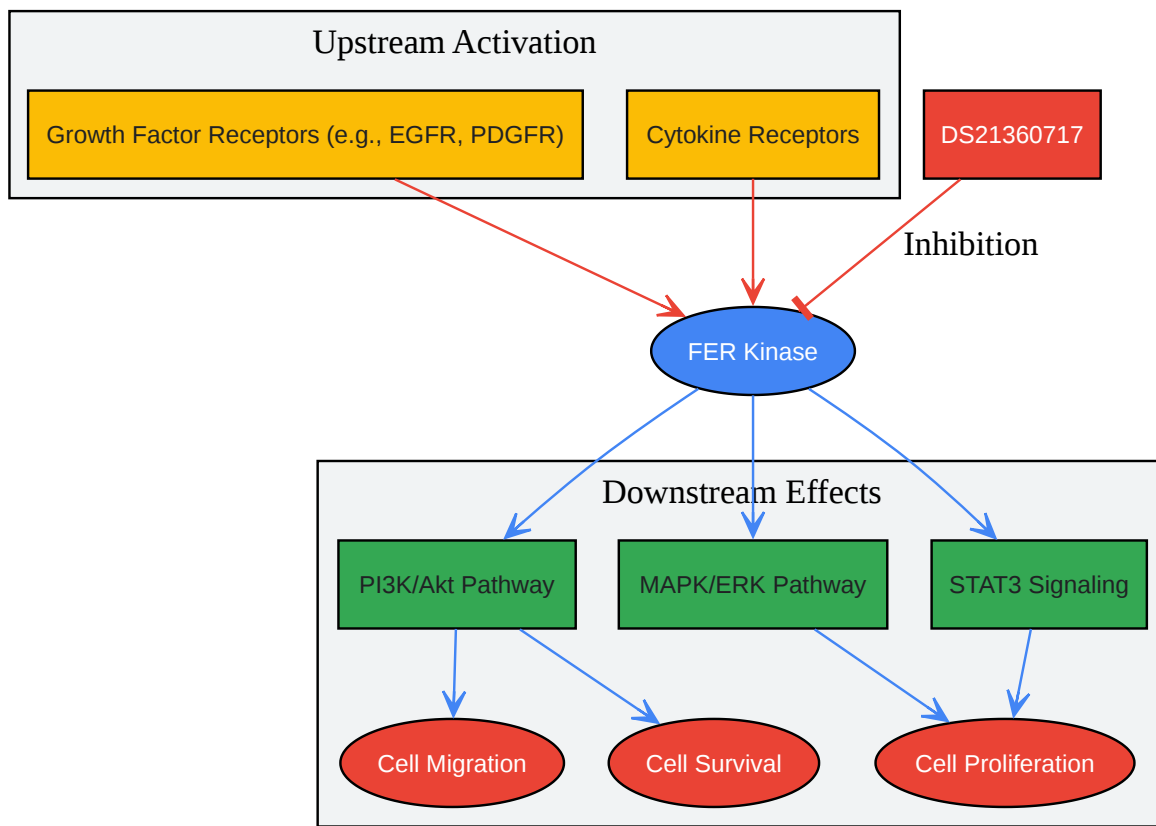 Upstream Activation
Growth Factor Receptors (e.g., EGFR, PDGFR)
Cytokine Receptors
DS21360717
Inhibition
FER Kinase
Downstream Effects
PI3K/Akt Pathway
MAPK/ERK Pathway
STAT3 Signaling
Cell Migration
Cell Survival
Cell Proliferation